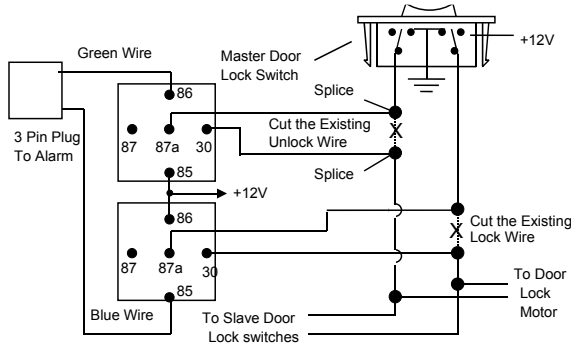 Green Wire
Master Door
Lock Switch
+12V
86
Splice
3 Pin Plug
To Alarm
87
87a
30
Cut the Existing
Unlock Wire
X
85
Splice
+12V
86
X
Cut the Existing
Lock Wire
87
87a
30
85
Blue Wire
To Door
Lock
Motor
To Slave Door
Lock switches